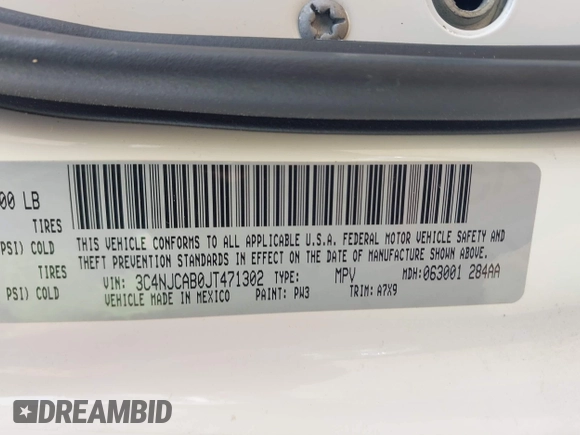 00 LB
TIRES
PSI) COLD
TIRES
PSI) COLD
THIS VEHICLE CONFORMS TO ALL APPLICABLE U.S.A. FEDERAL MOTOR VEHICLE SAFETY AND
THEFT PREVENTION STANDARDS IN EFFECT ON THE DATE OF MANUFACTURE SHOWN ABOVE.
VIN: 3C4NJCAB0JT471302 TYPE: MPV MDH: 063001 284AA
VEHICLE MADE IN MEXICO PAINT: PW3 TRIM: A7X9
DREAMBID